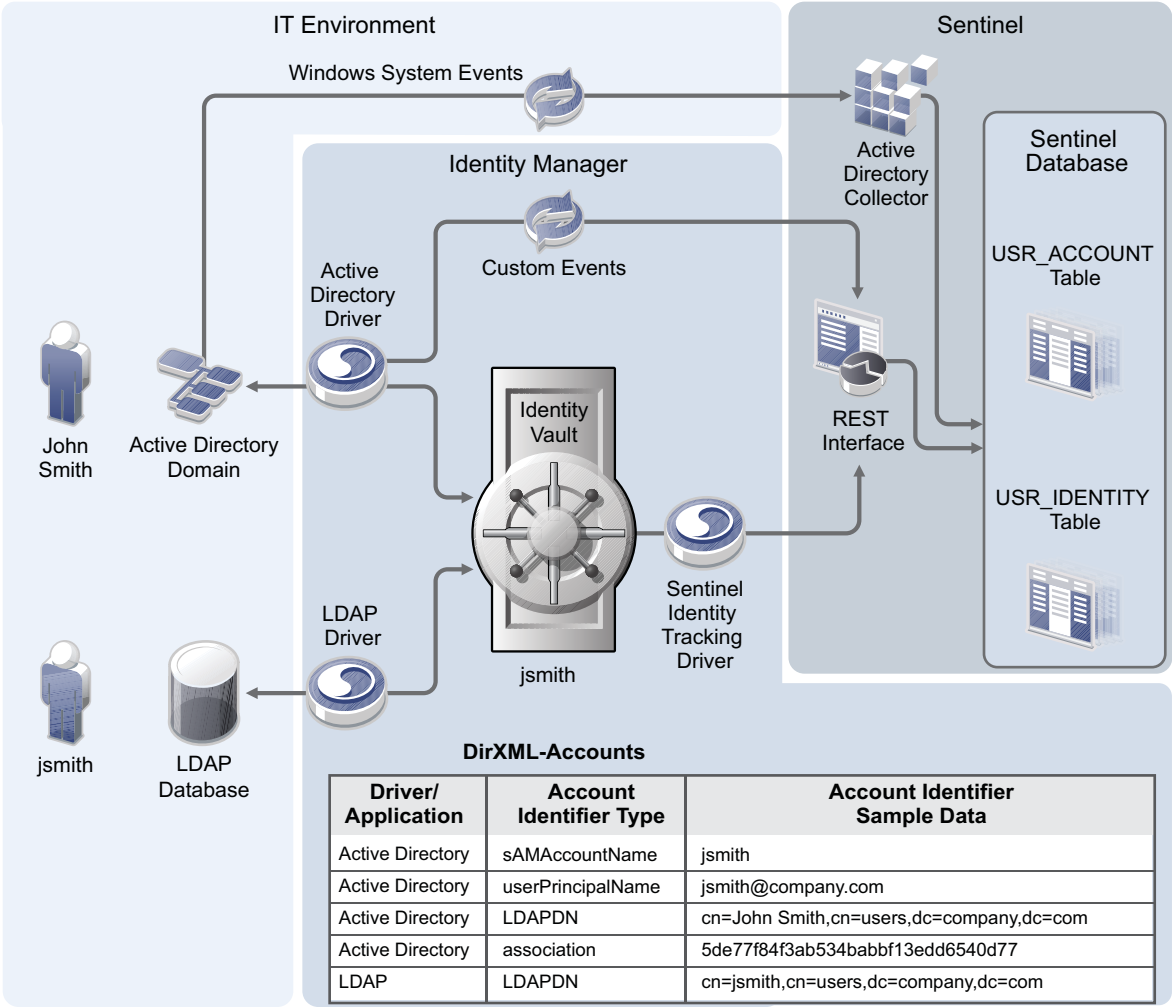 IT Environment
Sentinel
Windows System Events
Active
Directory
Collector
Sentinel
Database
Identity Manager
Custom Events
Active
Directory
Driver
USR_ACCOUNT
Table
John
Smith
Active Directory
Domain
Identity
Vault
REST
Interface
USR_IDENTITY
Table
LDAP
Driver
jsmith
Sentinel
Identity
Tracking
Driver
jsmith
LDAP
Database
DirXML-Accounts
Driver/
Application
Account
Identifier Type
Account Identifier
Sample Data
Active Directory sAMAccountName jsmith
Active Directory userPrincipalName jsmith@company.com
Active Directory LDAPDN cn=John Smith,cn=users,dc=company,dc=com
Active Directory association 5de77f84f3ab534babbf13edd6540d77
LDAP LDAPDN cn=jsmith,cn=users,dc=company,dc=com